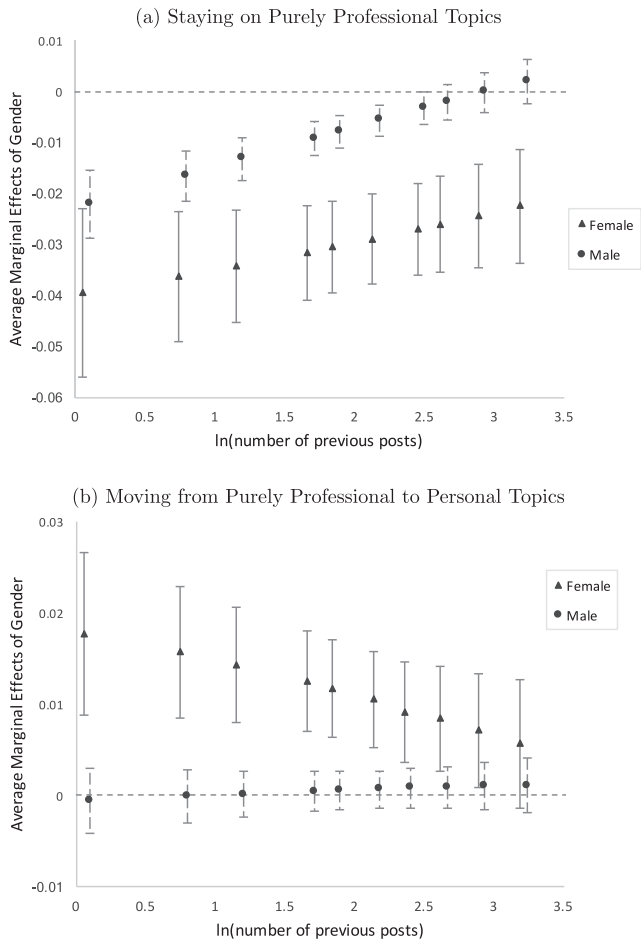 (a) Staying on Purely Professional Topics
0.01
0
-0.01
-0.02
-0.03
-0.04
-0.05
-0.06
Average Marginal Effects of Gender
0 0.5 1 1.5 2 2.5 3 3.5
ln(number of previous posts)
Female
Male
(b) Moving from Purely Professional to Personal Topics
0.03
0.02
0.01
0
-0.01
Average Marginal Effects of Gender
0 0.5 1 1.5 2 2.5 3 3.5
ln(number of previous posts)
Female
Male